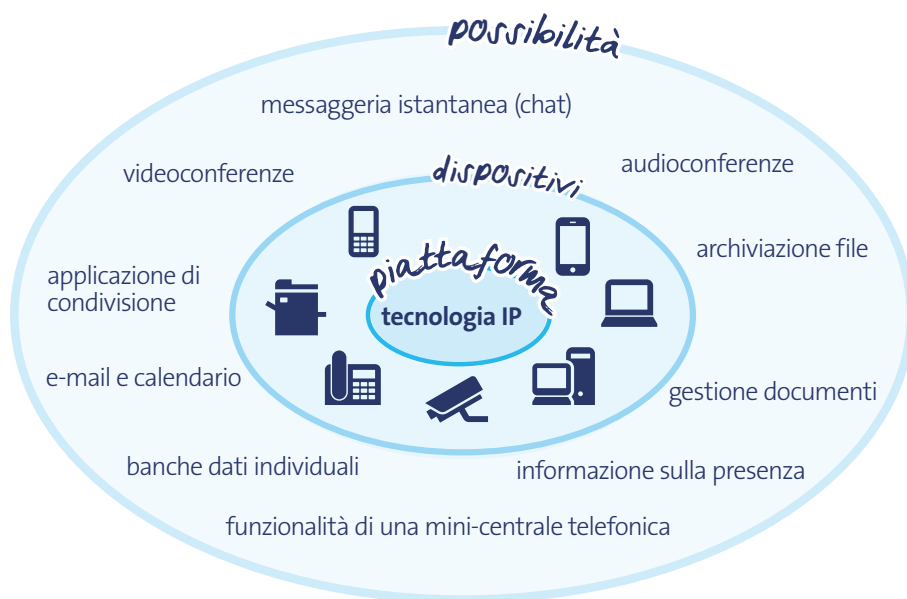 possibilità
messaggeria istantanea (chat)
videoconferenze
audioconferenze
dispositivi
archiviazione file
piattaforma
applicazione di
condivisione
tecnologia IP
e-mail e calendario
gestione documenti
banche dati individuali
informazione sulla presenza
funzionalità di una mini-centrale telefonica